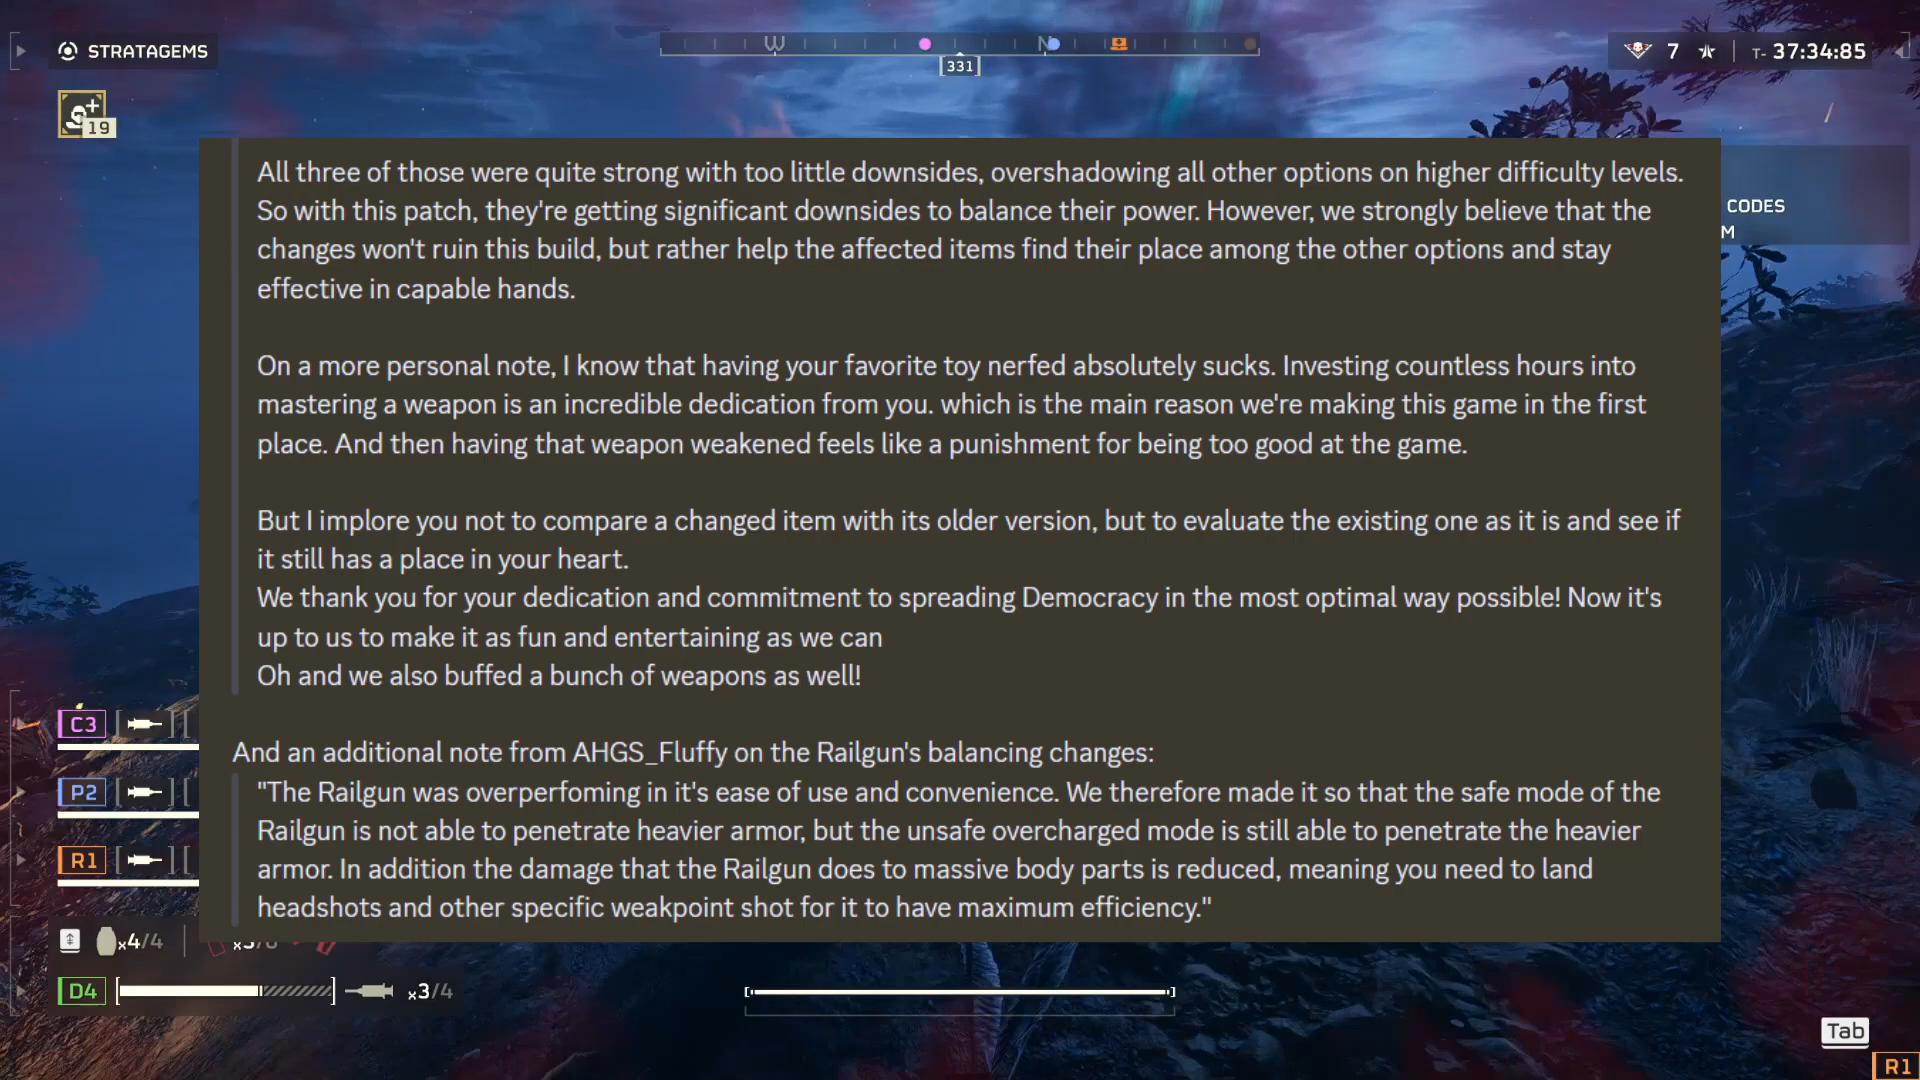 STRATAGEMS
W
N
331
7
T- 37:34:85
19
CODES
M
All three of those were quite strong with too little downsides, overshadowing all other options on higher difficulty levels.
So with this patch, they're getting significant downsides to balance their power. However, we strongly believe that the
changes won't ruin this build, but rather help the affected items find their place among the other options and stay
effective in capable hands.
On a more personal note, I know that having your favorite toy nerfed absolutely sucks. Investing countless hours into
mastering a weapon is an incredible dedication from you. which is the main reason we're making this game in the first
place. And then having that weapon weakened feels like a punishment for being too good at the game.
But I implore you not to compare a changed item with its older version, but to evaluate the existing one as it is and see if
it still has a place in your heart.
We thank you for your dedication and commitment to spreading Democracy in the most optimal way possible! Now it's
up to us to make it as fun and entertaining as we can
Oh and we also buffed a bunch of weapons as well!
And an additional note from AHGS_Fluffy on the Railgun's balancing changes:
"The Railgun was overperfoming in it's ease of use and convenience. We therefore made it so that the safe mode of the
Railgun is not able to penetrate heavier armor, but the unsafe overcharged mode is still able to penetrate the heavier
armor. In addition the damage that the Railgun does to massive body parts is reduced, meaning you need to land
headshots and other specific weakpoint shot for it to have maximum efficiency."
C3
P2
R1
x4/4
D4
x3/4
Tab
R1